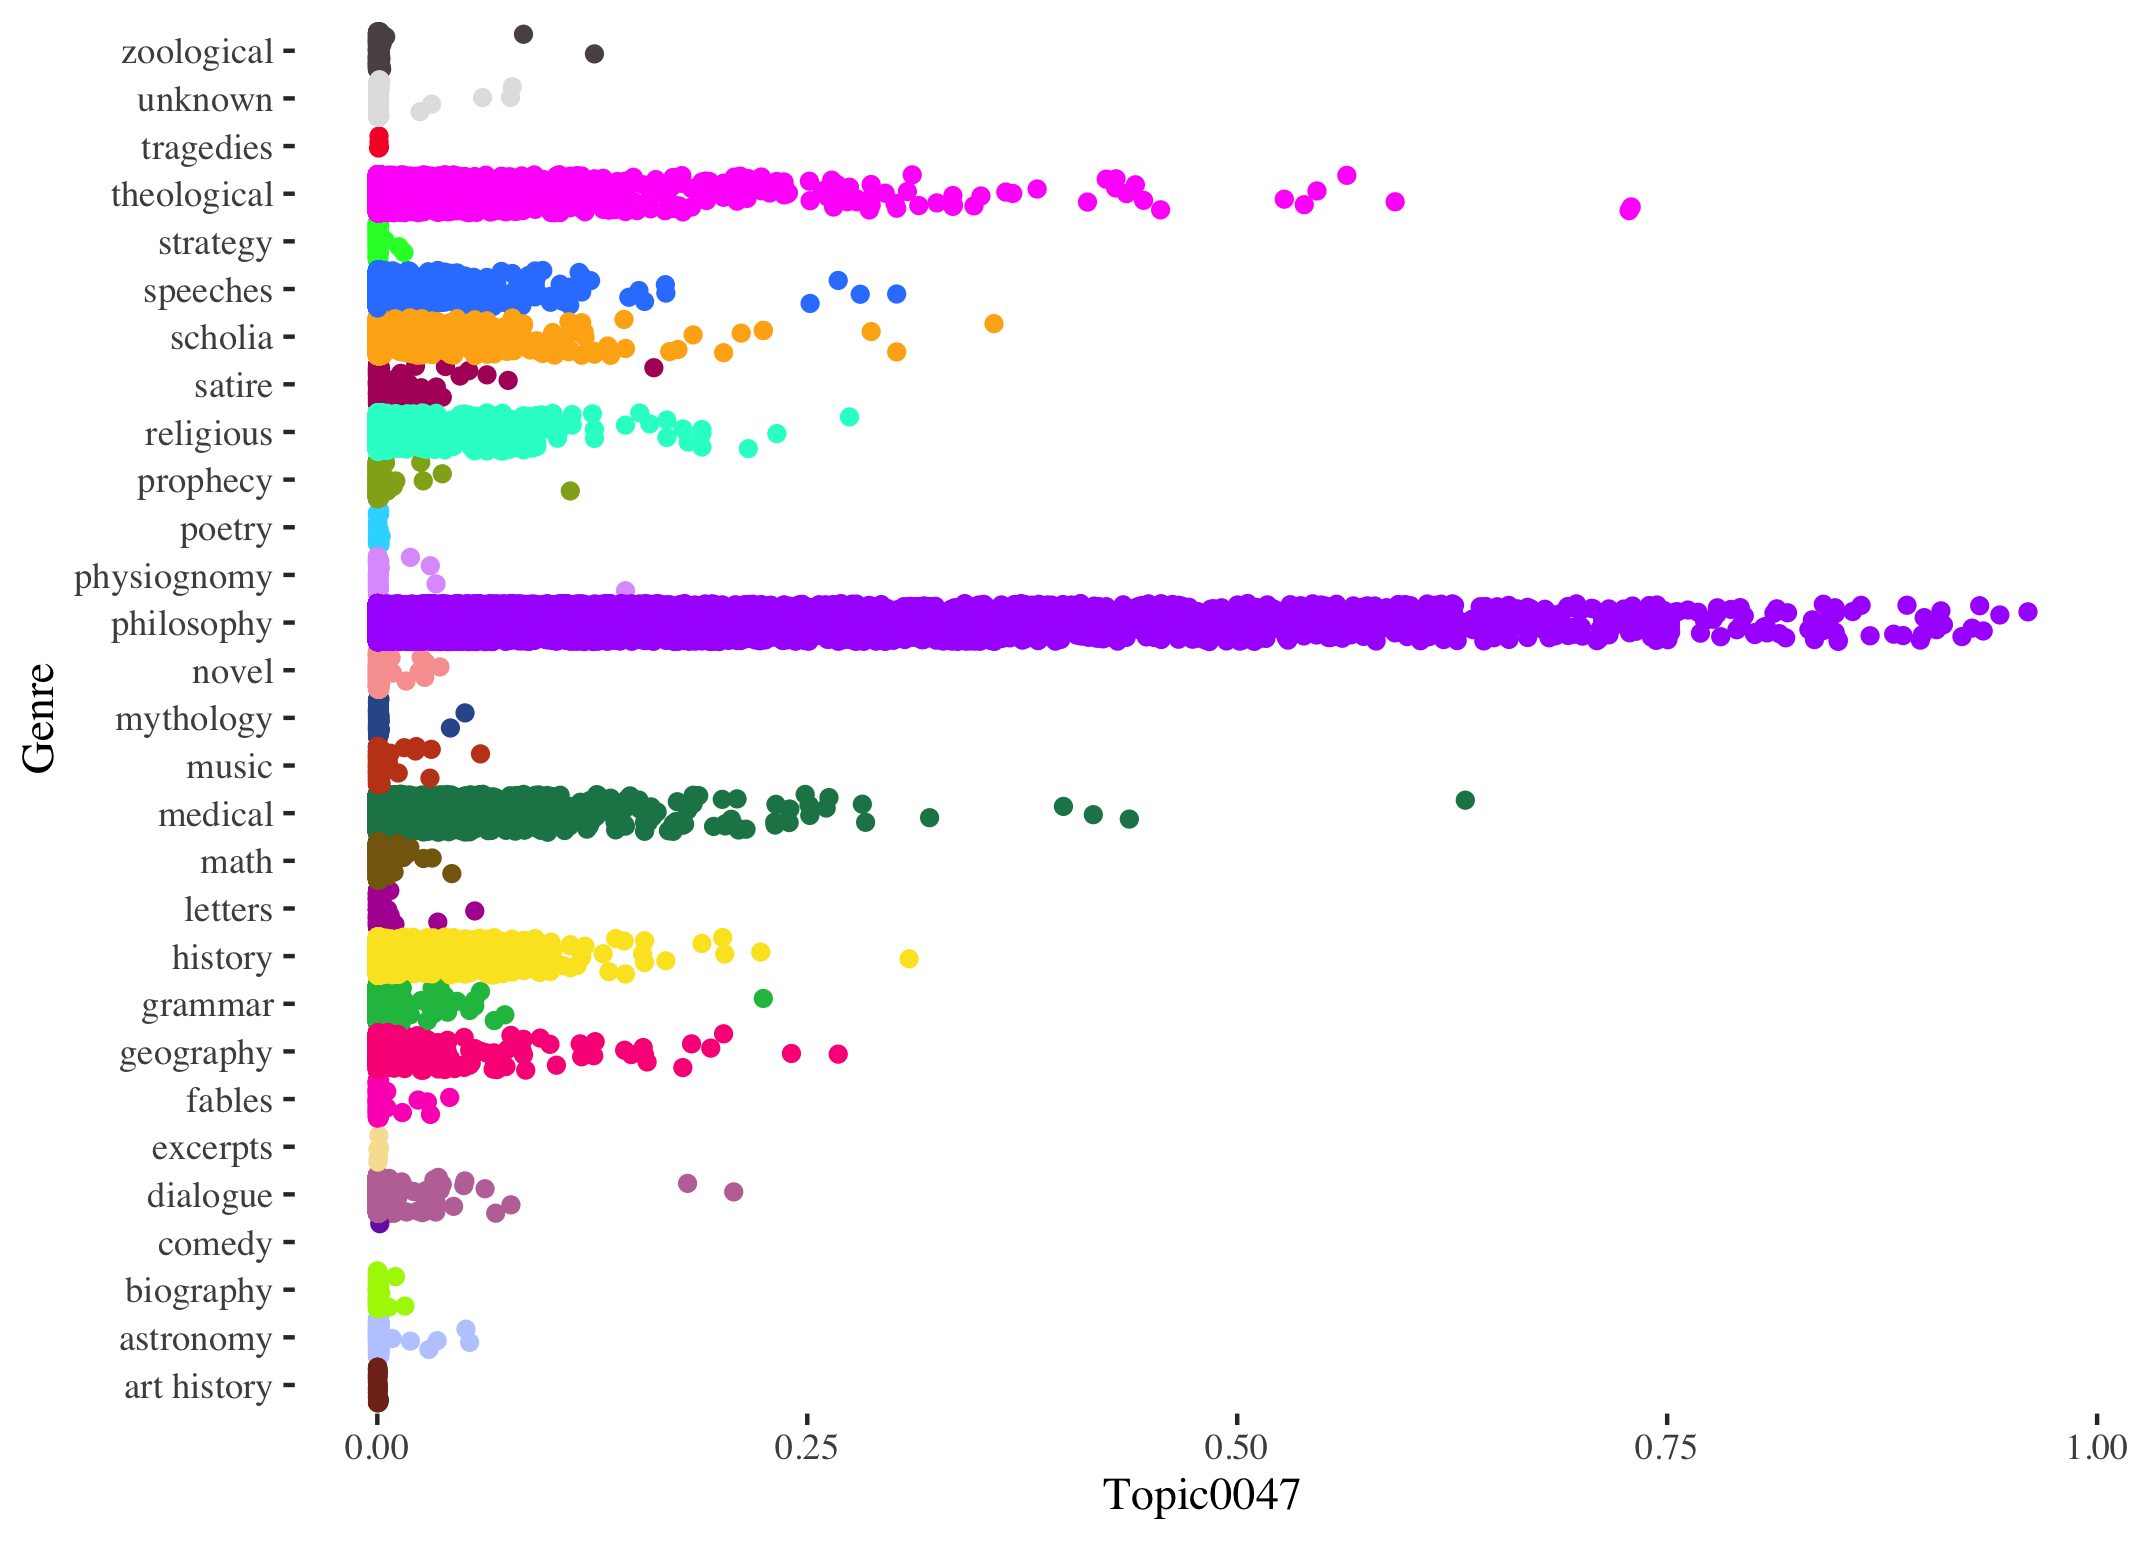 Genre
zoological
unknown
tragedies
theological
strategy
speeches
scholia
satire
religious
prophecy
poetry
physiognomy
philosophy
novel
mythology
music
medical
math
letters
history
grammar
geography
fables
excerpts
dialogue
comedy
biography
astronomy
art history
0.00 0.25 0.50 0.75 1.00
Topic0047